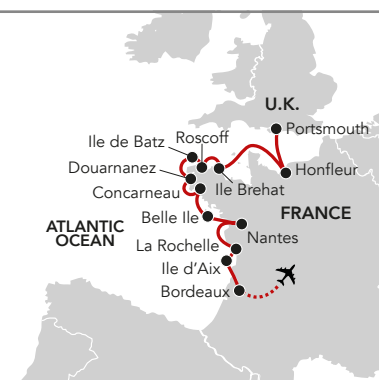 U.K.
Portsmouth
Ile de Batz
Roscoff
Douarnanez
Honfleur
Concarneau
Ile Brehat
Belle Ile
FRANCE
ATLANTIC
OCEAN
Nantes
La Rochelle
Ile d'Aix
Bordeaux